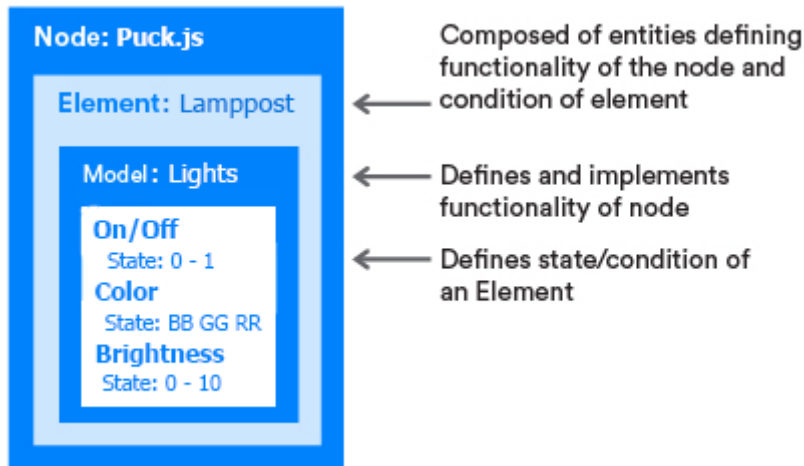 Node: Puck.js
Element: Lamppost
Model: Lights
On/Off
State: 0 - 1
Color
State: BB GG RR
Brightness
State: 0 - 10
Composed of entities defining
functionality of the node and
condition of element
Defines and implements
functionality of node
Defines state/condition of
an Element